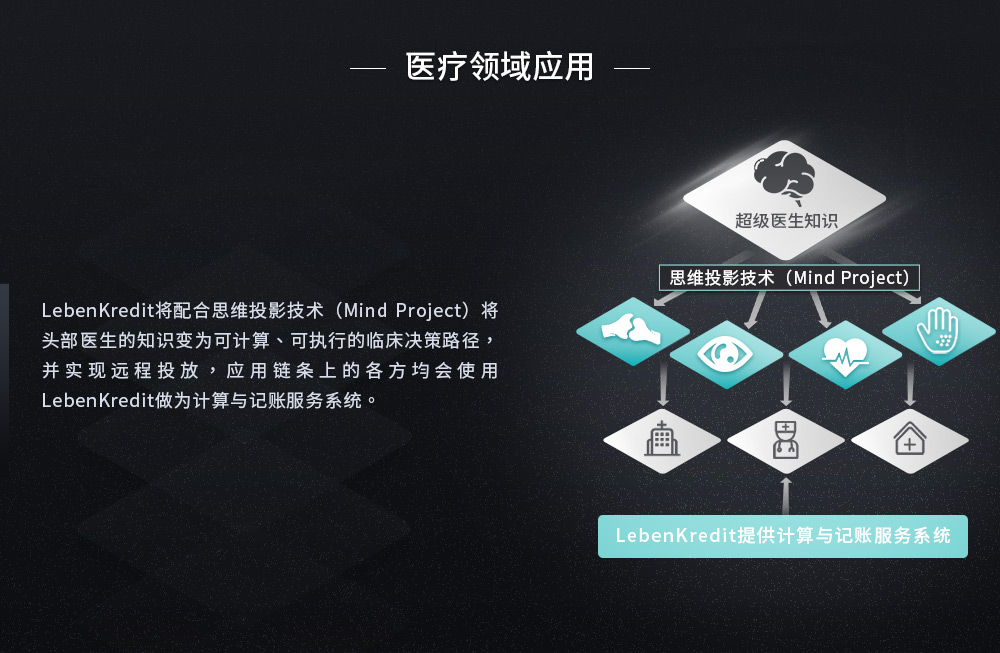 医疗领域应用
LebenKredit将配合思维投影技术（Mind Project）将
头部医生的知识变为可计算、可执行的临床决策路径，
并实现远程投放，应用链条上的各方均会使用
LebenKredit做为计算与记账服务系统。
超级医生知识
思维投影技术（Mind Project）
LebenKredit提供计算与记账服务系统